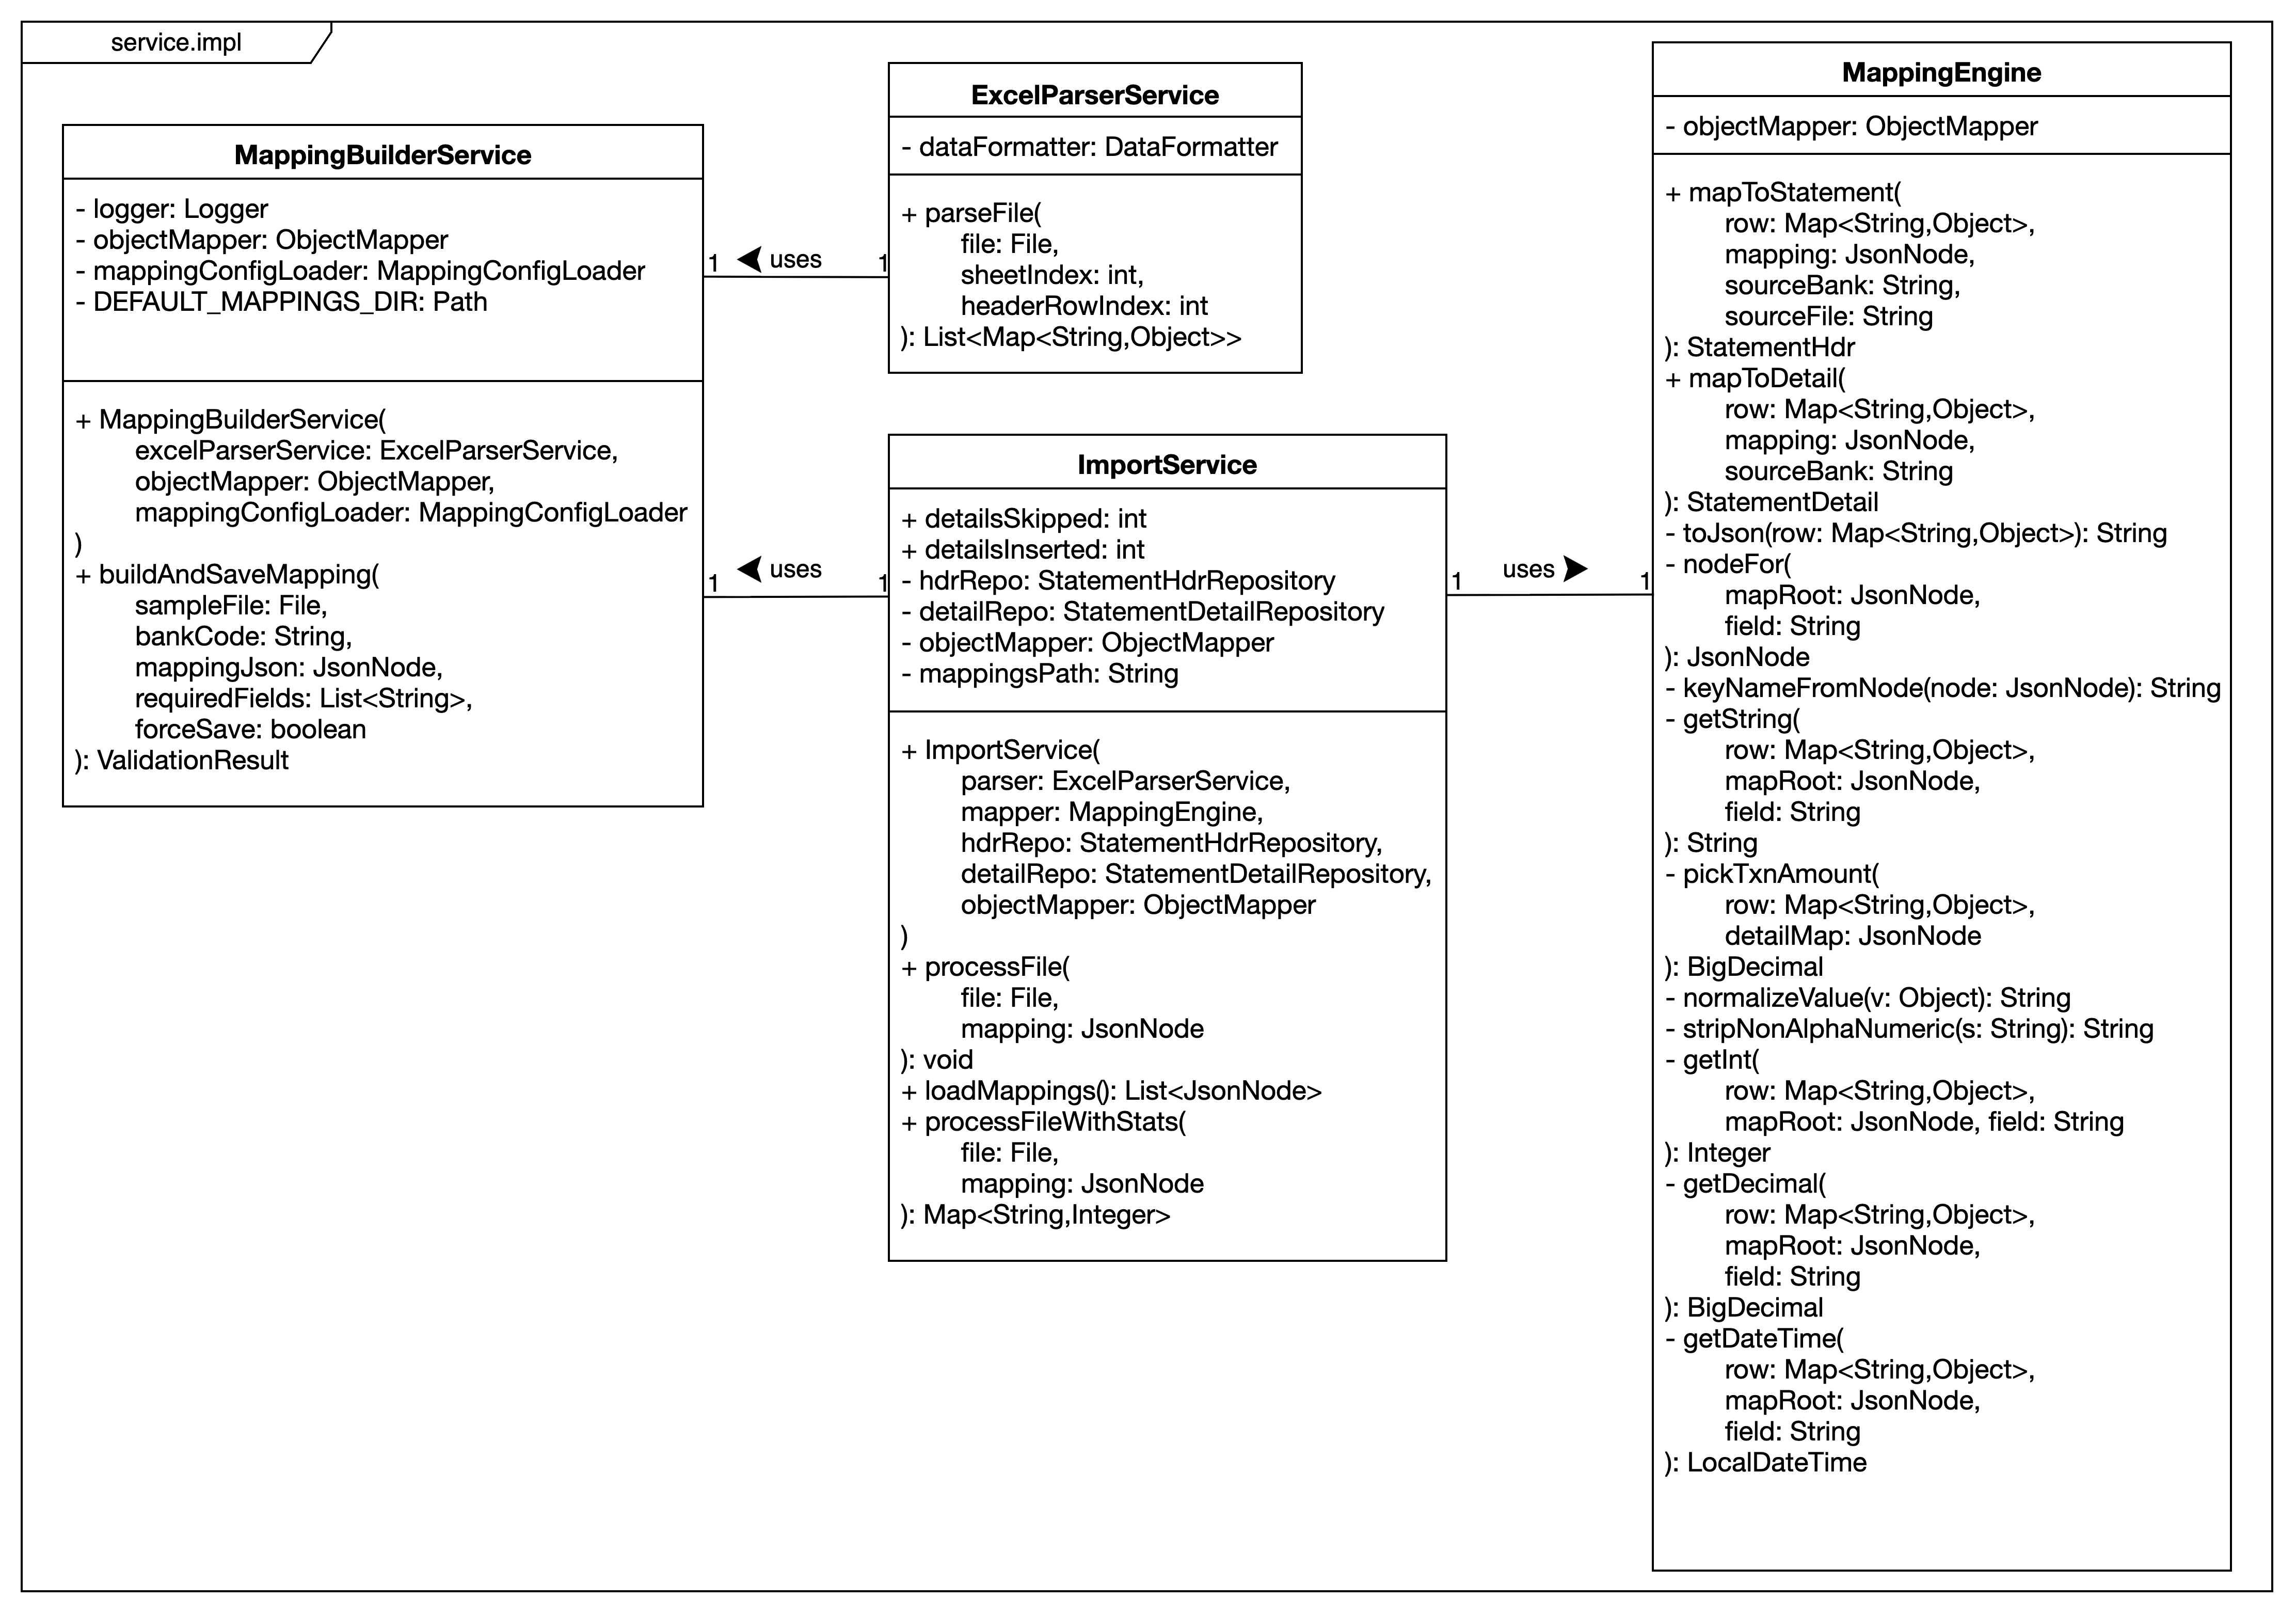 service.impl
MappingBuilderService
- logger: Logger
- objectMapper: ObjectMapper
- mappingConfigLoader: MappingConfigLoader
- DEFAULT_MAPPINGS_DIR: Path
+ MappingBuilderService(
excelParserService: ExcelParserService,
objectMapper: ObjectMapper,
mappingConfigLoader: MappingConfigLoader
)
+ buildAndSaveMapping(
sampleFile: File,
bankCode: String,
mappingJson: JsonNode,
requiredFields: List<String>,
forceSave: boolean
): ValidationResult
1
uses
1
1
uses
1
ExcelParserService
- dataFormatter: DataFormatter
+ parseFile(
file: File,
sheetIndex: int,
headerRowIndex: int
): List<Map<String,Object>>
ImportService
+ detailsSkipped: int
+ detailsInserted: int
- hdrRepo: StatementHdrRepository
- detailRepo: StatementDetailRepository
- objectMapper: ObjectMapper
- mappingsPath: String
+ ImportService(
parser: ExcelParserService,
mapper: MappingEngine,
hdrRepo: StatementHdrRepository,
detailRepo: StatementDetailRepository,
objectMapper: ObjectMapper
)
+ processFile(
file: File,
mapping: JsonNode
): void
+ loadMappings(): List<JsonNode>
+ processFileWithStats(
file: File,
mapping: JsonNode
): Map<String,Integer>
1
uses
1
MappingEngine
- objectMapper: ObjectMapper
+ mapToStatement(
row: Map<String,Object>,
mapping: JsonNode,
sourceBank: String,
sourceFile: String
): StatementHdr
+ mapToDetail(
row: Map<String,Object>,
mapping: JsonNode,
sourceBank: String
): StatementDetail
- toJson(row: Map<String,Object>): String
- nodeFor(
mapRoot: JsonNode,
field: String
): JsonNode
- keyNameFromNode(node: JsonNode): String
- getString(
row: Map<String,Object>,
mapRoot: JsonNode,
field: String
): String
- pickTxnAmount(
row: Map<String,Object>,
detailMap: JsonNode
): BigDecimal
- normalizeValue(v: Object): String
- stripNonAlphaNumeric(s: String): String
- getInt(
row: Map<String,Object>,
mapRoot: JsonNode, field: String
): Integer
- getDecimal(
row: Map<String,Object>,
mapRoot: JsonNode,
field: String
): BigDecimal
- getDateTime(
row: Map<String,Object>,
mapRoot: JsonNode,
field: String
): LocalDateTime